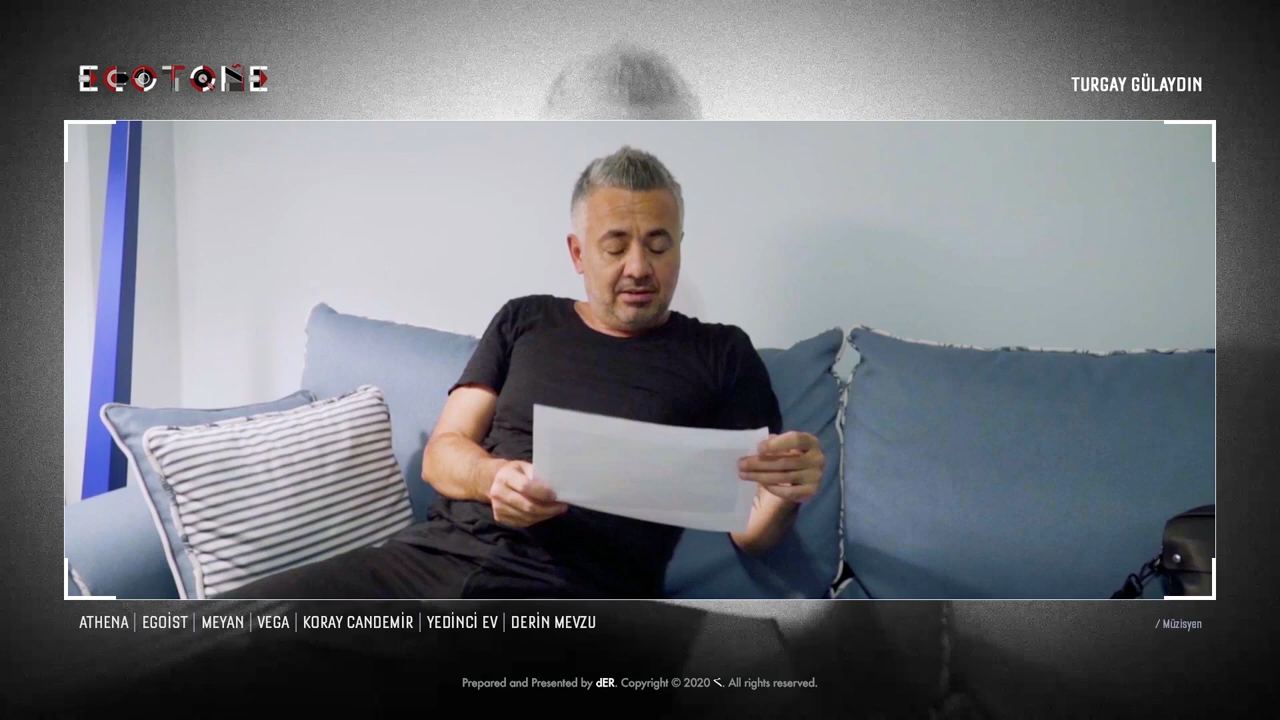 ECOTOÑE
TURGAY GÜLAYDIN
ATHENA | EGOİST | MEYAN | VEGA | KORAY CANDEMİR | YEDİNCİ EV | DERİN MEVZU
/ Müzisyen
Prepared and Presented by dER. Copyright © 2020 . All rights reserved.